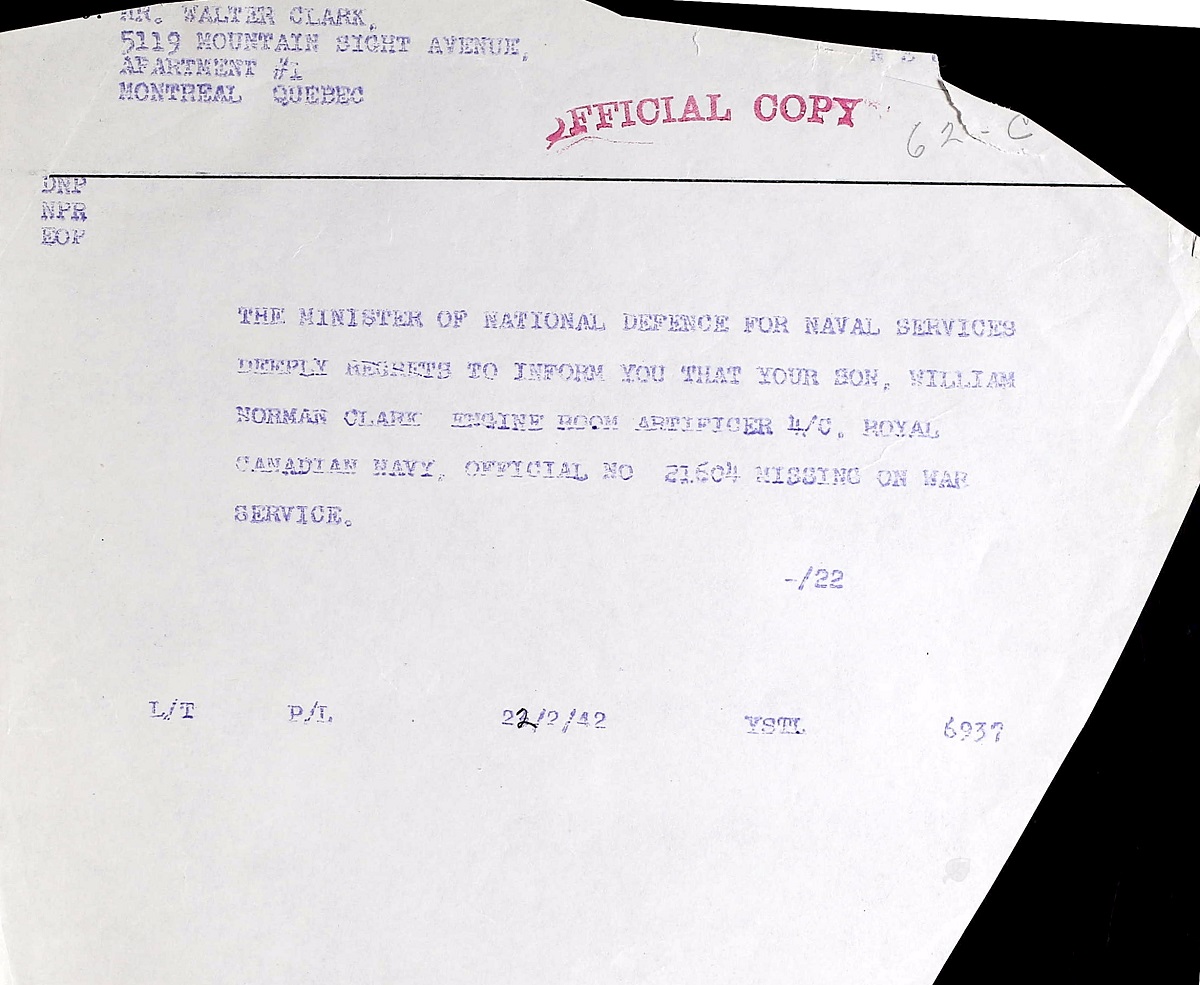 MR. WALTER CLARK,
5119 MOUNTAIN SIGHT AVENUE,
APARTMENT #1
MONTREAL QUEBEC
OFFICIAL COPY
62-C
DNP
NPR
EOP
THE MINISTER OF NATIONAL DEFENCE FOR NAVAL SERVICES
DEEPLY REGRETS TO INFORM YOU THAT YOUR SON, WILLIAM
NORMAN CLARK ENGINE ROOM ARTIFICER 4/C. ROYAL
CANADIAN NAVY. OFFICIAL NO 21604 MISSING ON WAR
SERVICE.
-/22
L/T P/L 22/2/42 YSTL 6937